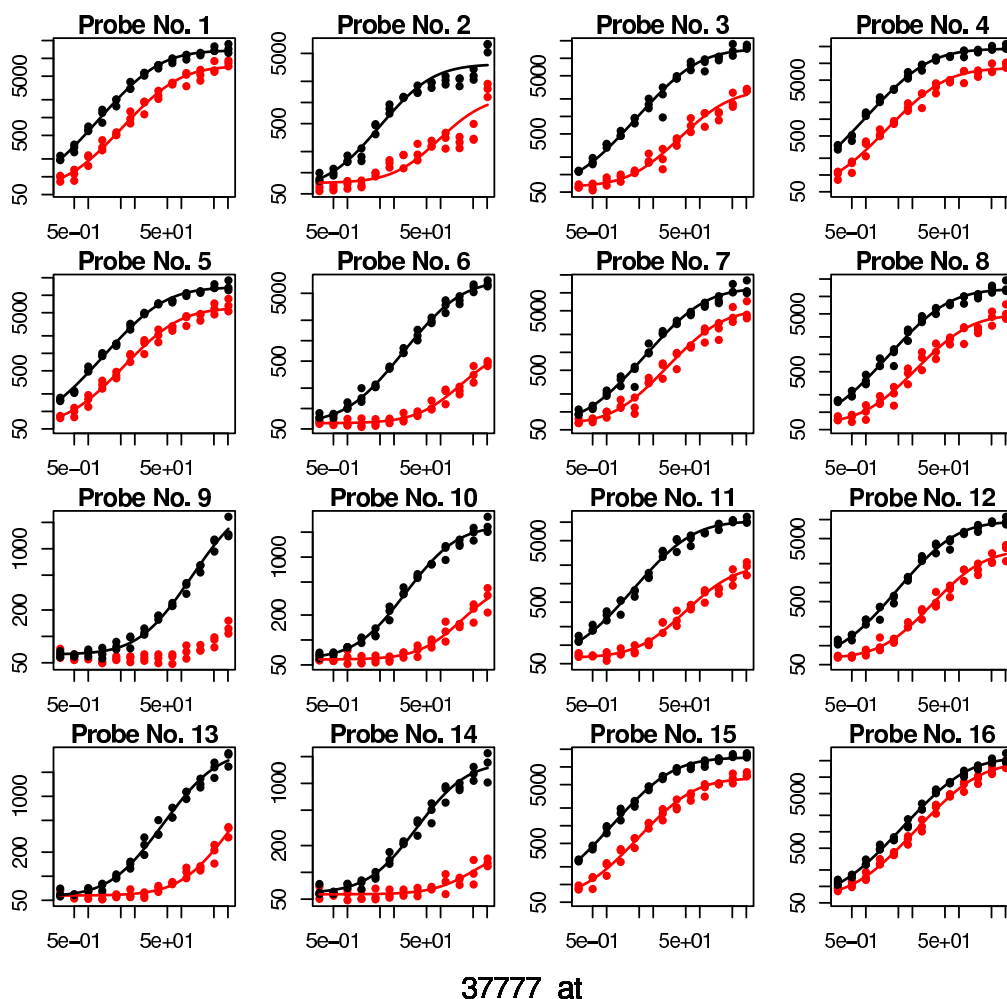 Probe No. 1
50 500 5000
5e−01 5e+01
Probe No. 2
50 500 5000
5e−01 5e+01
Probe No. 3
50 500 5000
5e−01 5e+01
Probe No. 4
50 500 5000
5e−01 5e+01
Probe No. 5
50 500 5000
5e−01 5e+01
Probe No. 6
50 500 5000
5e−01 5e+01
Probe No. 7
50 500 5000
5e−01 5e+01
Probe No. 8
50 500 5000
5e−01 5e+01
Probe No. 9
50 200 1000
5e−01 5e+01
Probe No. 10
50 200 1000
5e−01 5e+01
Probe No. 11
50 500 5000
5e−01 5e+01
Probe No. 12
50 500 5000
5e−01 5e+01
Probe No. 13
50 200 1000
5e−01 5e+01
Probe No. 14
50 200 1000
5e−01 5e+01
Probe No. 15
50 500 5000
5e−01 5e+01
Probe No. 16
50 500 5000
5e−01 5e+01
37777_at